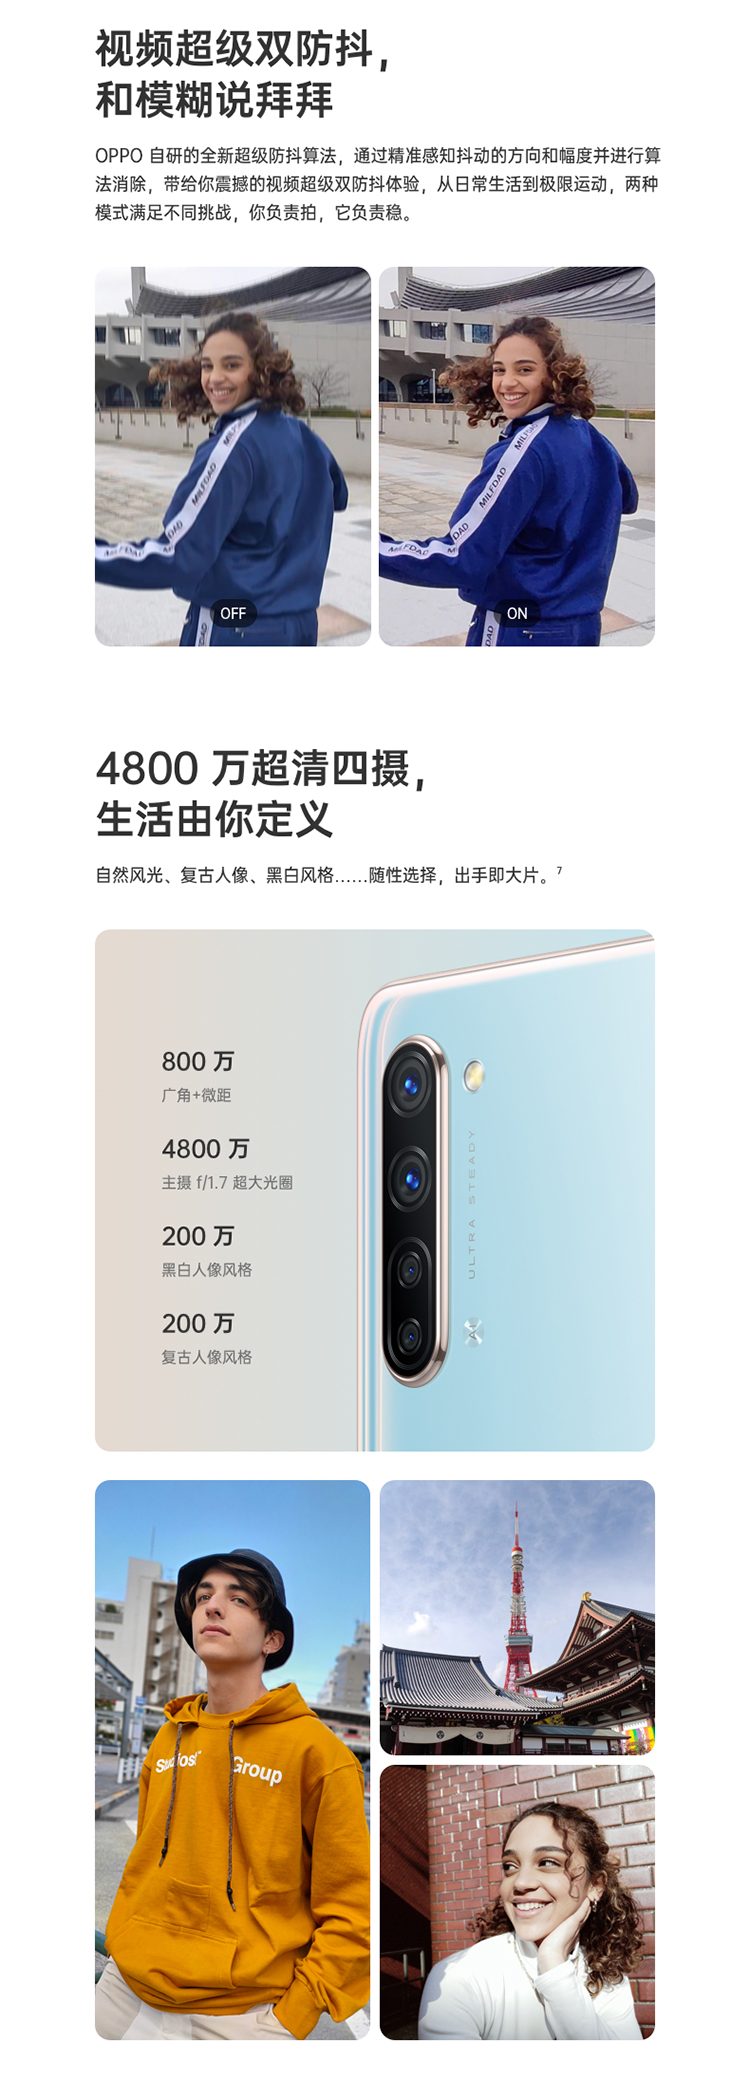 视频超级双防抖，
和模糊说拜拜
OPPO 自研的全新超级防抖算法，通过精准感知抖动的方向和幅度并进行算
法消除，带给你震撼的视频超级双防抖体验，从日常生活到极限运动，两种
模式满足不同挑战，你负责拍，它负责稳。
MILFDAD
DAD
OFF
MILFDAD
DAD
ON
4800 万超清四摄，
生活由你定义
自然风光、复古人像、黑白风格......随性选择，出手即大片。7
800 万
广角+微距
4800 万
主摄 f/1.7 超大光圈
200 万
黑白人像风格
200 万
复古人像风格
ULTRA STEADY
AI
Group